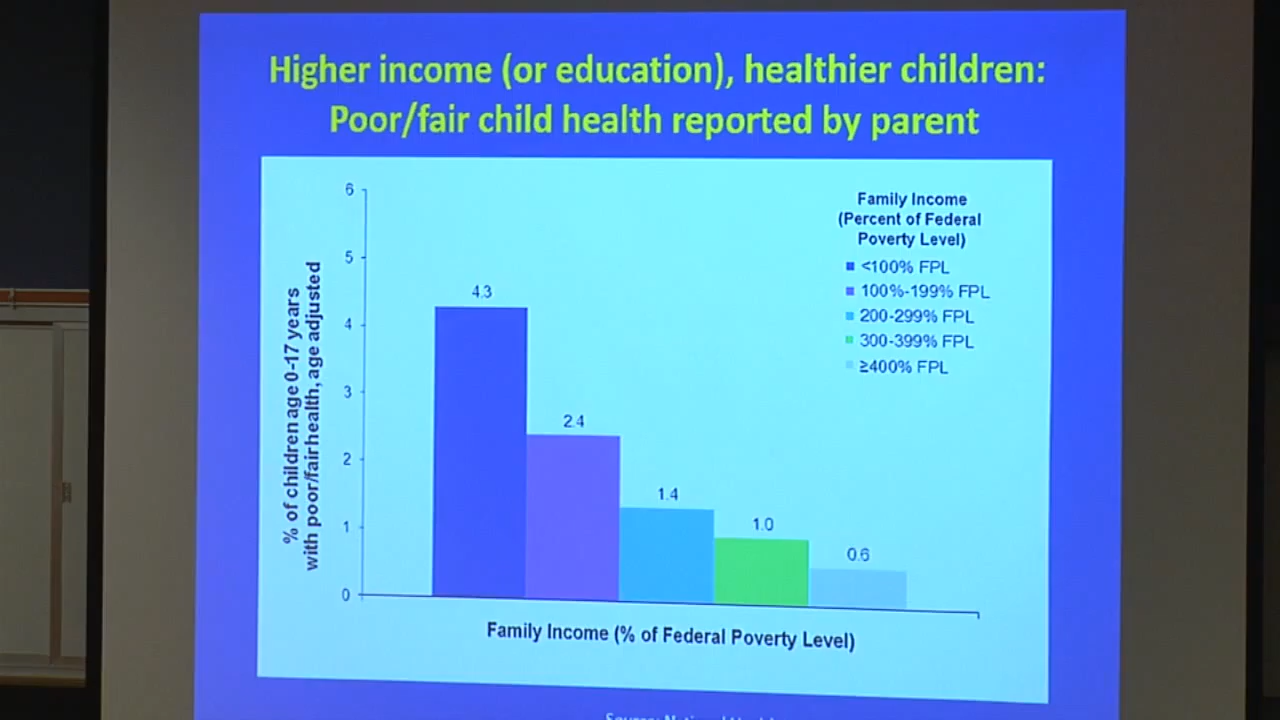 Higher income (or education), healthier children:
Poor/fair child health reported by parent
6
5
4
3
2
1
0
% of children age 0-17 years
with poor/fair health, age adjusted
4.3
2.4
1.4
1.0
0.6
Family Income
(Percent of Federal
Poverty Level)
<100% FPL
100%-199% FPL
200-299% FPL
300-399% FPL
≥400% FPL
Family Income (% of Federal Poverty Level)
Source: National